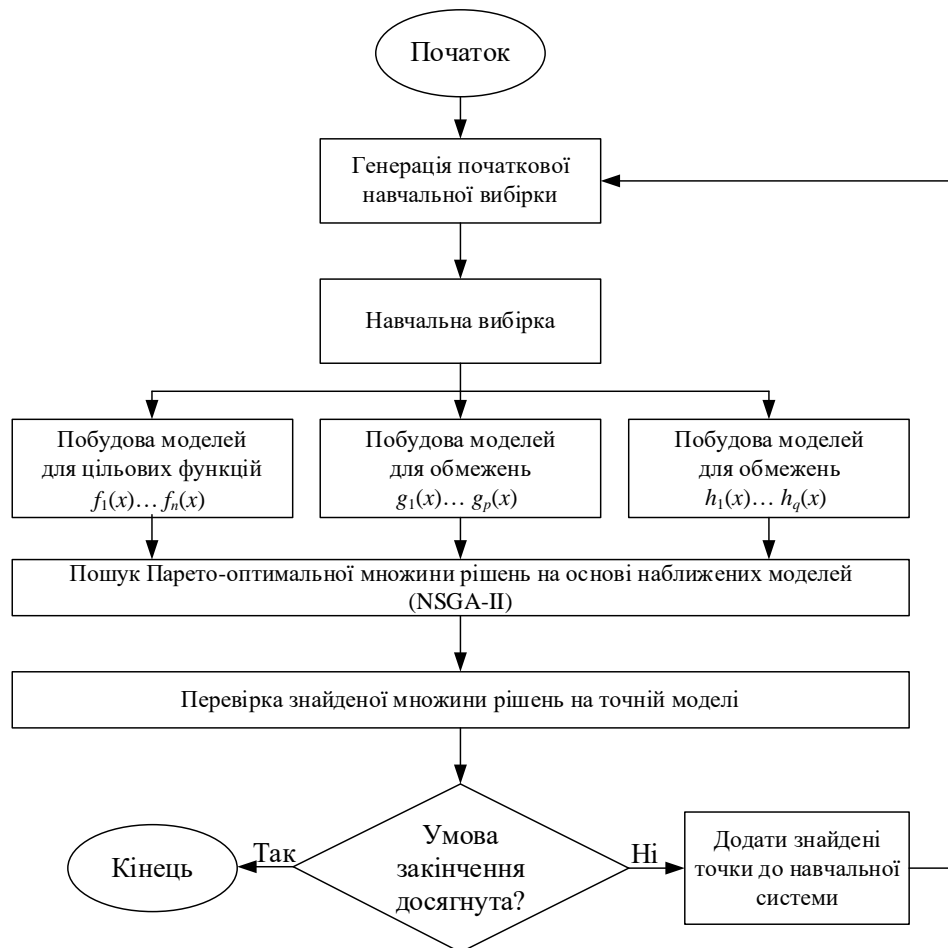 Початок
Генерація початкової
навчальної вибірки
Навчальна вибірка
Побудова моделей
для цільових функцій
f₁(x)… fₙ(x)
Побудова моделей
для обмежень
g₁(x)… gₚ(x)
Побудова моделей
для обмежень
h₁(x)… h_q(x)
Пошук Парето-оптимальної множини рішень на основі наближених моделей
(NSGA-II)
Перевірка знайденої множини рішень на точній моделі
Умова
закінчення
досягнута?
Так
Кінець
Ні
Додати знайдені
точки до навчальної
системи